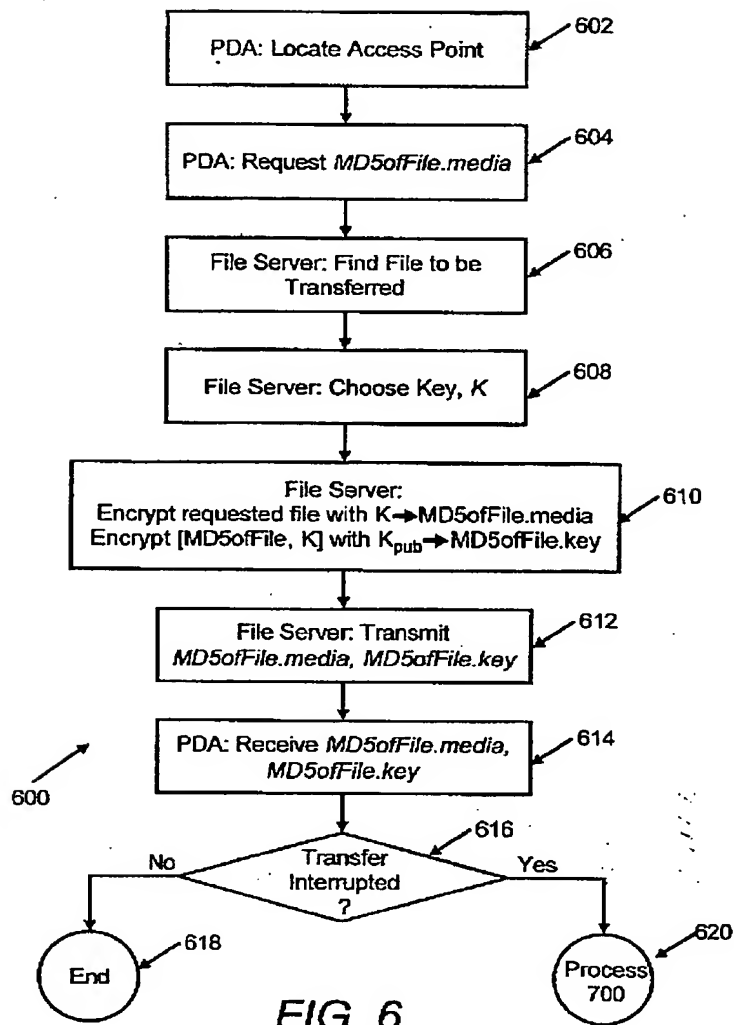 PDA: Locate Access Point
602
PDA: Request MD5ofFile.media
604
File Server: Find File to be
Transferred
606
File Server: Choose Key, K
608
File Server:
Encrypt requested file with K→MD5ofFile.media
Encrypt [MD5ofFile, K] with Kpub→MD5ofFile.key
610
File Server: Transmit
MD5ofFile.media, MD5ofFile.key
612
PDA: Receive MD5ofFile.media,
MD5ofFile.key
614
600
616
No
Transfer
Interrupted
?
Yes
618
End
620
Process
700
FIG. 6